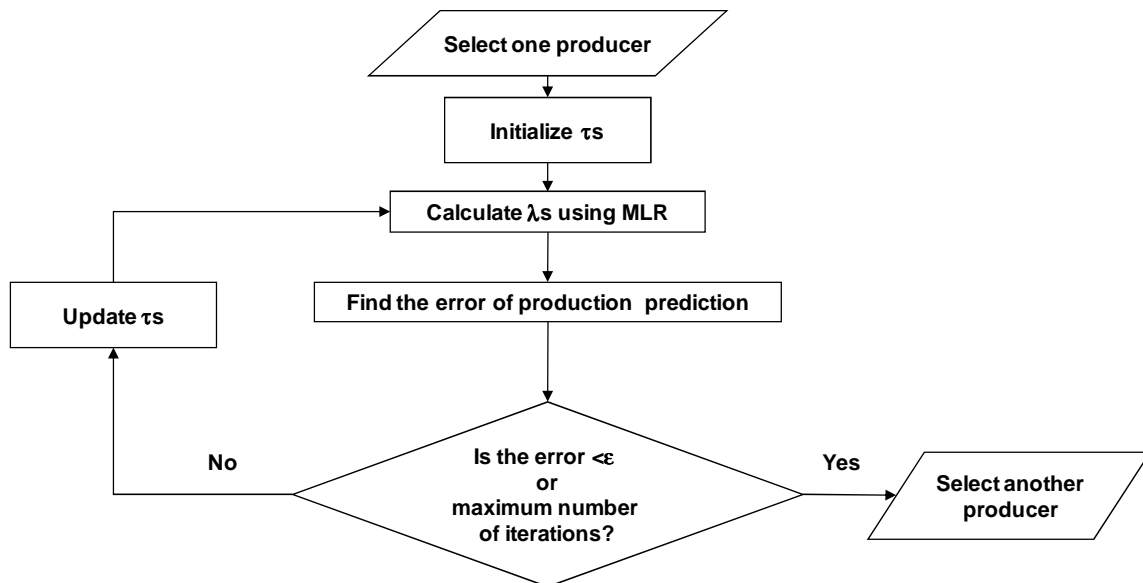 Select one producer
Initialize τs
Calculate λs using MLR
Find the error of production prediction
Update τs
No
Is the error <ε
or
maximum number
of iterations?
Yes
Select another
producer